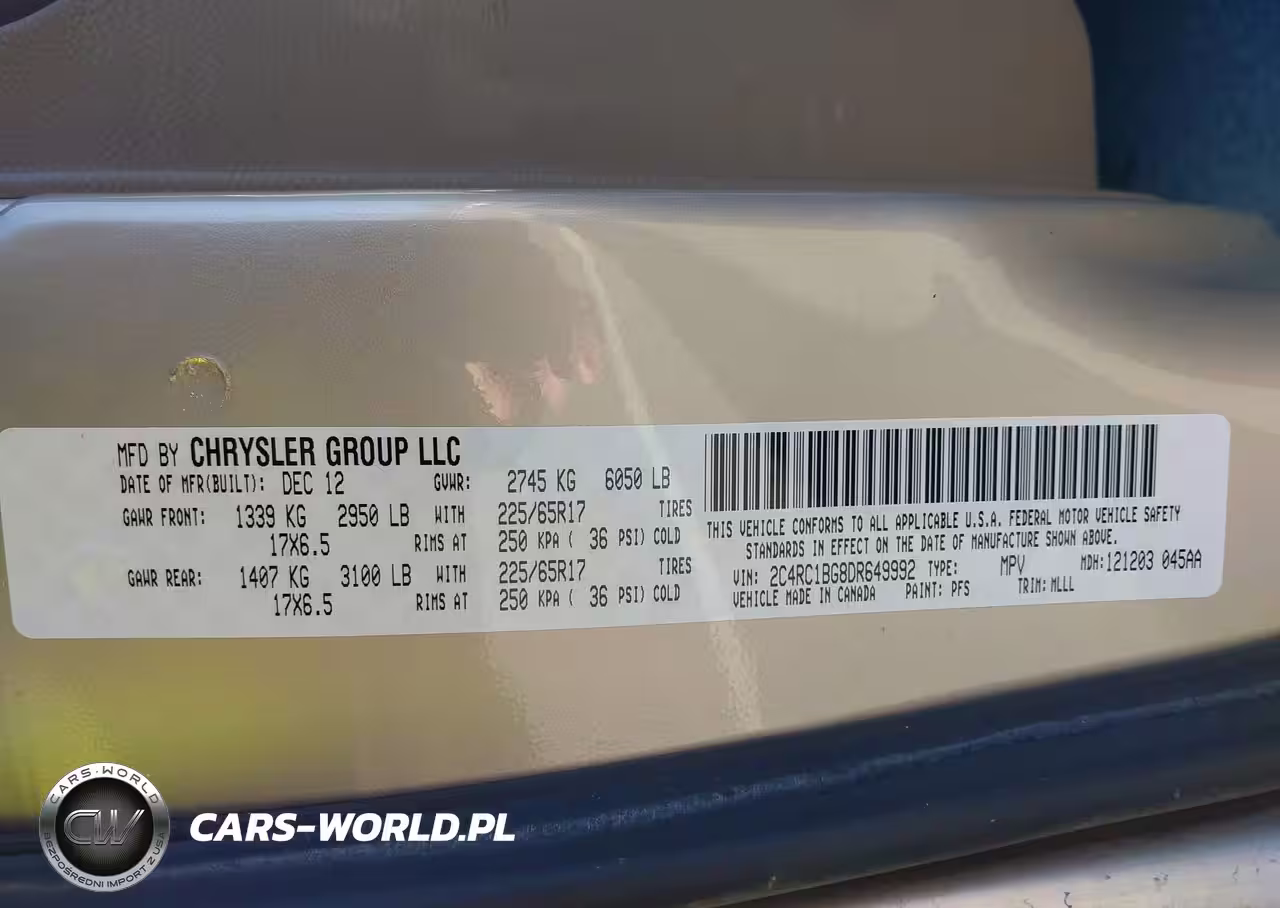 MFD BY CHRYSLER GROUP LLC
DATE OF MFR(BUILT): DEC 12 GVWR: 2745 KG 6050 LB
GAWR FRONT: 1339 KG 2950 LB WITH 225/65R17 TIRES
17X6.5 RIMS AT 250 KPA ( 36 PSI) COLD
GAWR REAR: 1407 KG 3100 LB WITH 225/65R17 TIRES
17X6.5 RIMS AT 250 KPA ( 36 PSI) COLD
THIS VEHICLE CONFORMS TO ALL APPLICABLE U.S.A. FEDERAL MOTOR VEHICLE SAFETY
STANDARDS IN EFFECT ON THE DATE OF MANUFACTURE SHOWN ABOVE.
VIN: 2C4RC1BG8DR649992 TYPE: MPV MDH:121203 045AA
VEHICLE MADE IN CANADA PAINT: PFS TRIM: MLLL
CARS-WORLD
CW
BEZPOŚREDNI IMPORT Z USA
CARS-WORLD.PL